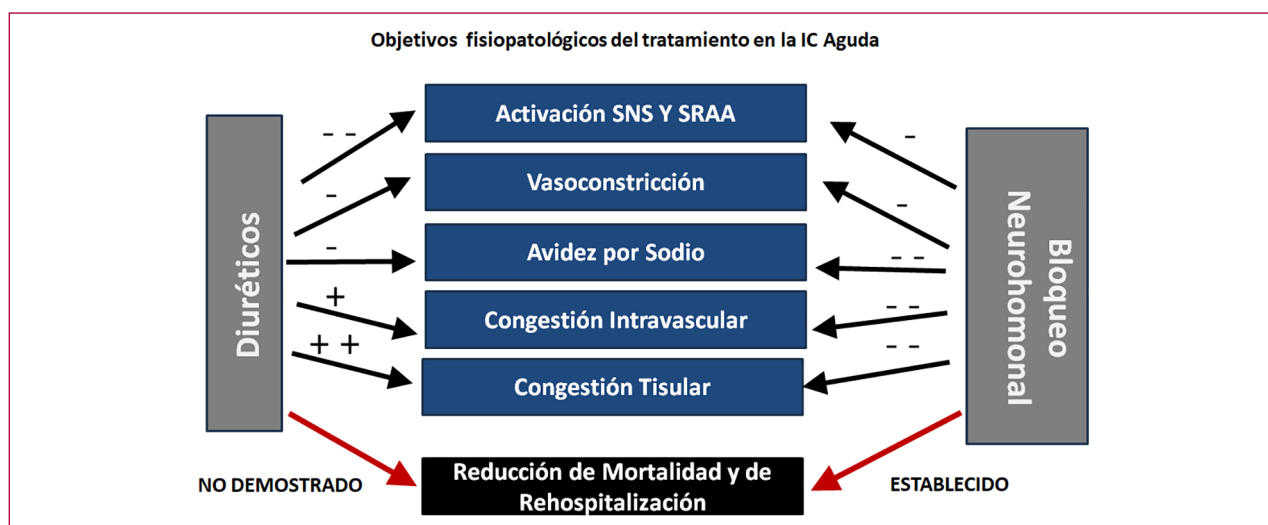 Objetivos fisiopatológicos del tratamiento en la IC Aguda
Diuréticos
- -
-
-
+
+ +
Activación SNS Y SRAA
Vasoconstricción
Avidez por Sodio
Congestión Intravascular
Congestión Tisular
-
-
- -
- -
- -
Bloqueo
Neurohomonal
NO DEMOSTRADO
Reducción de Mortalidad y de
Rehospitalización
ESTABLECIDO